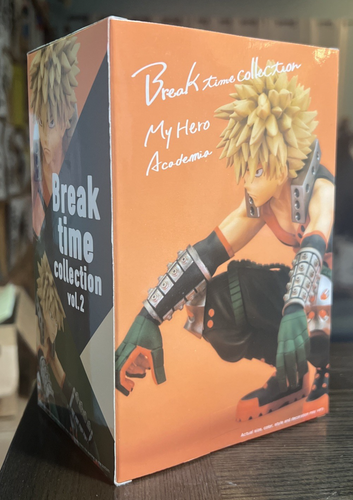 Break time collection
My Hero
Academia
Break
time
collection
vol.2